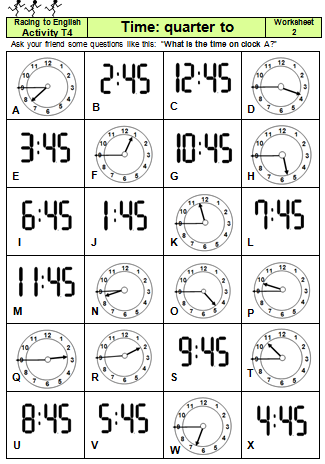 Racing to English
Activity T4
Time: quarter to
Worksheet
2
Ask your friend some questions like this: "What is the time on clock A?"
A
2:45
B
12:45
C
D
3:45
E
F
10:45
G
H
6:45
I
1:45
J
K
7:45
L
11:45
M
N
O
P
Q
R
9:45
S
T
8:45
U
5:45
V
W
4:45
X